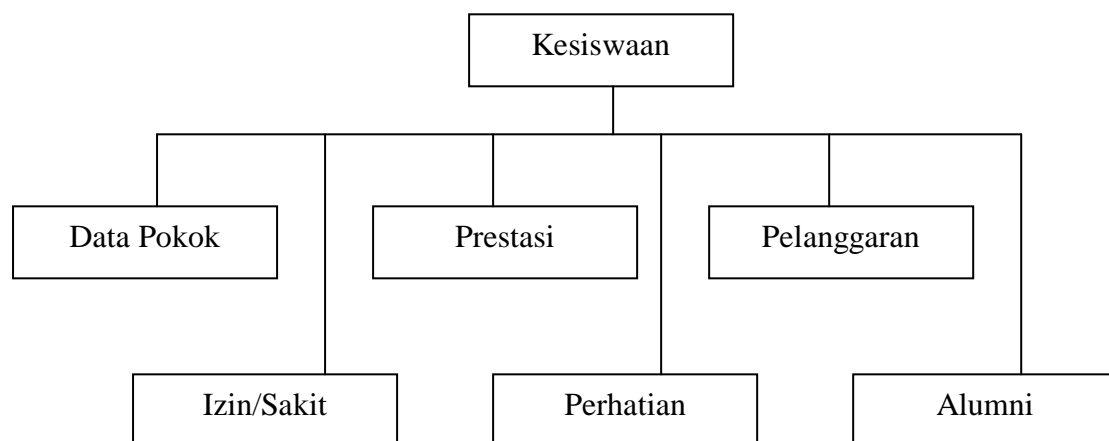 Kesiswaan
Data Pokok
Prestasi
Pelanggaran
Izin/Sakit
Perhatian
Alumni